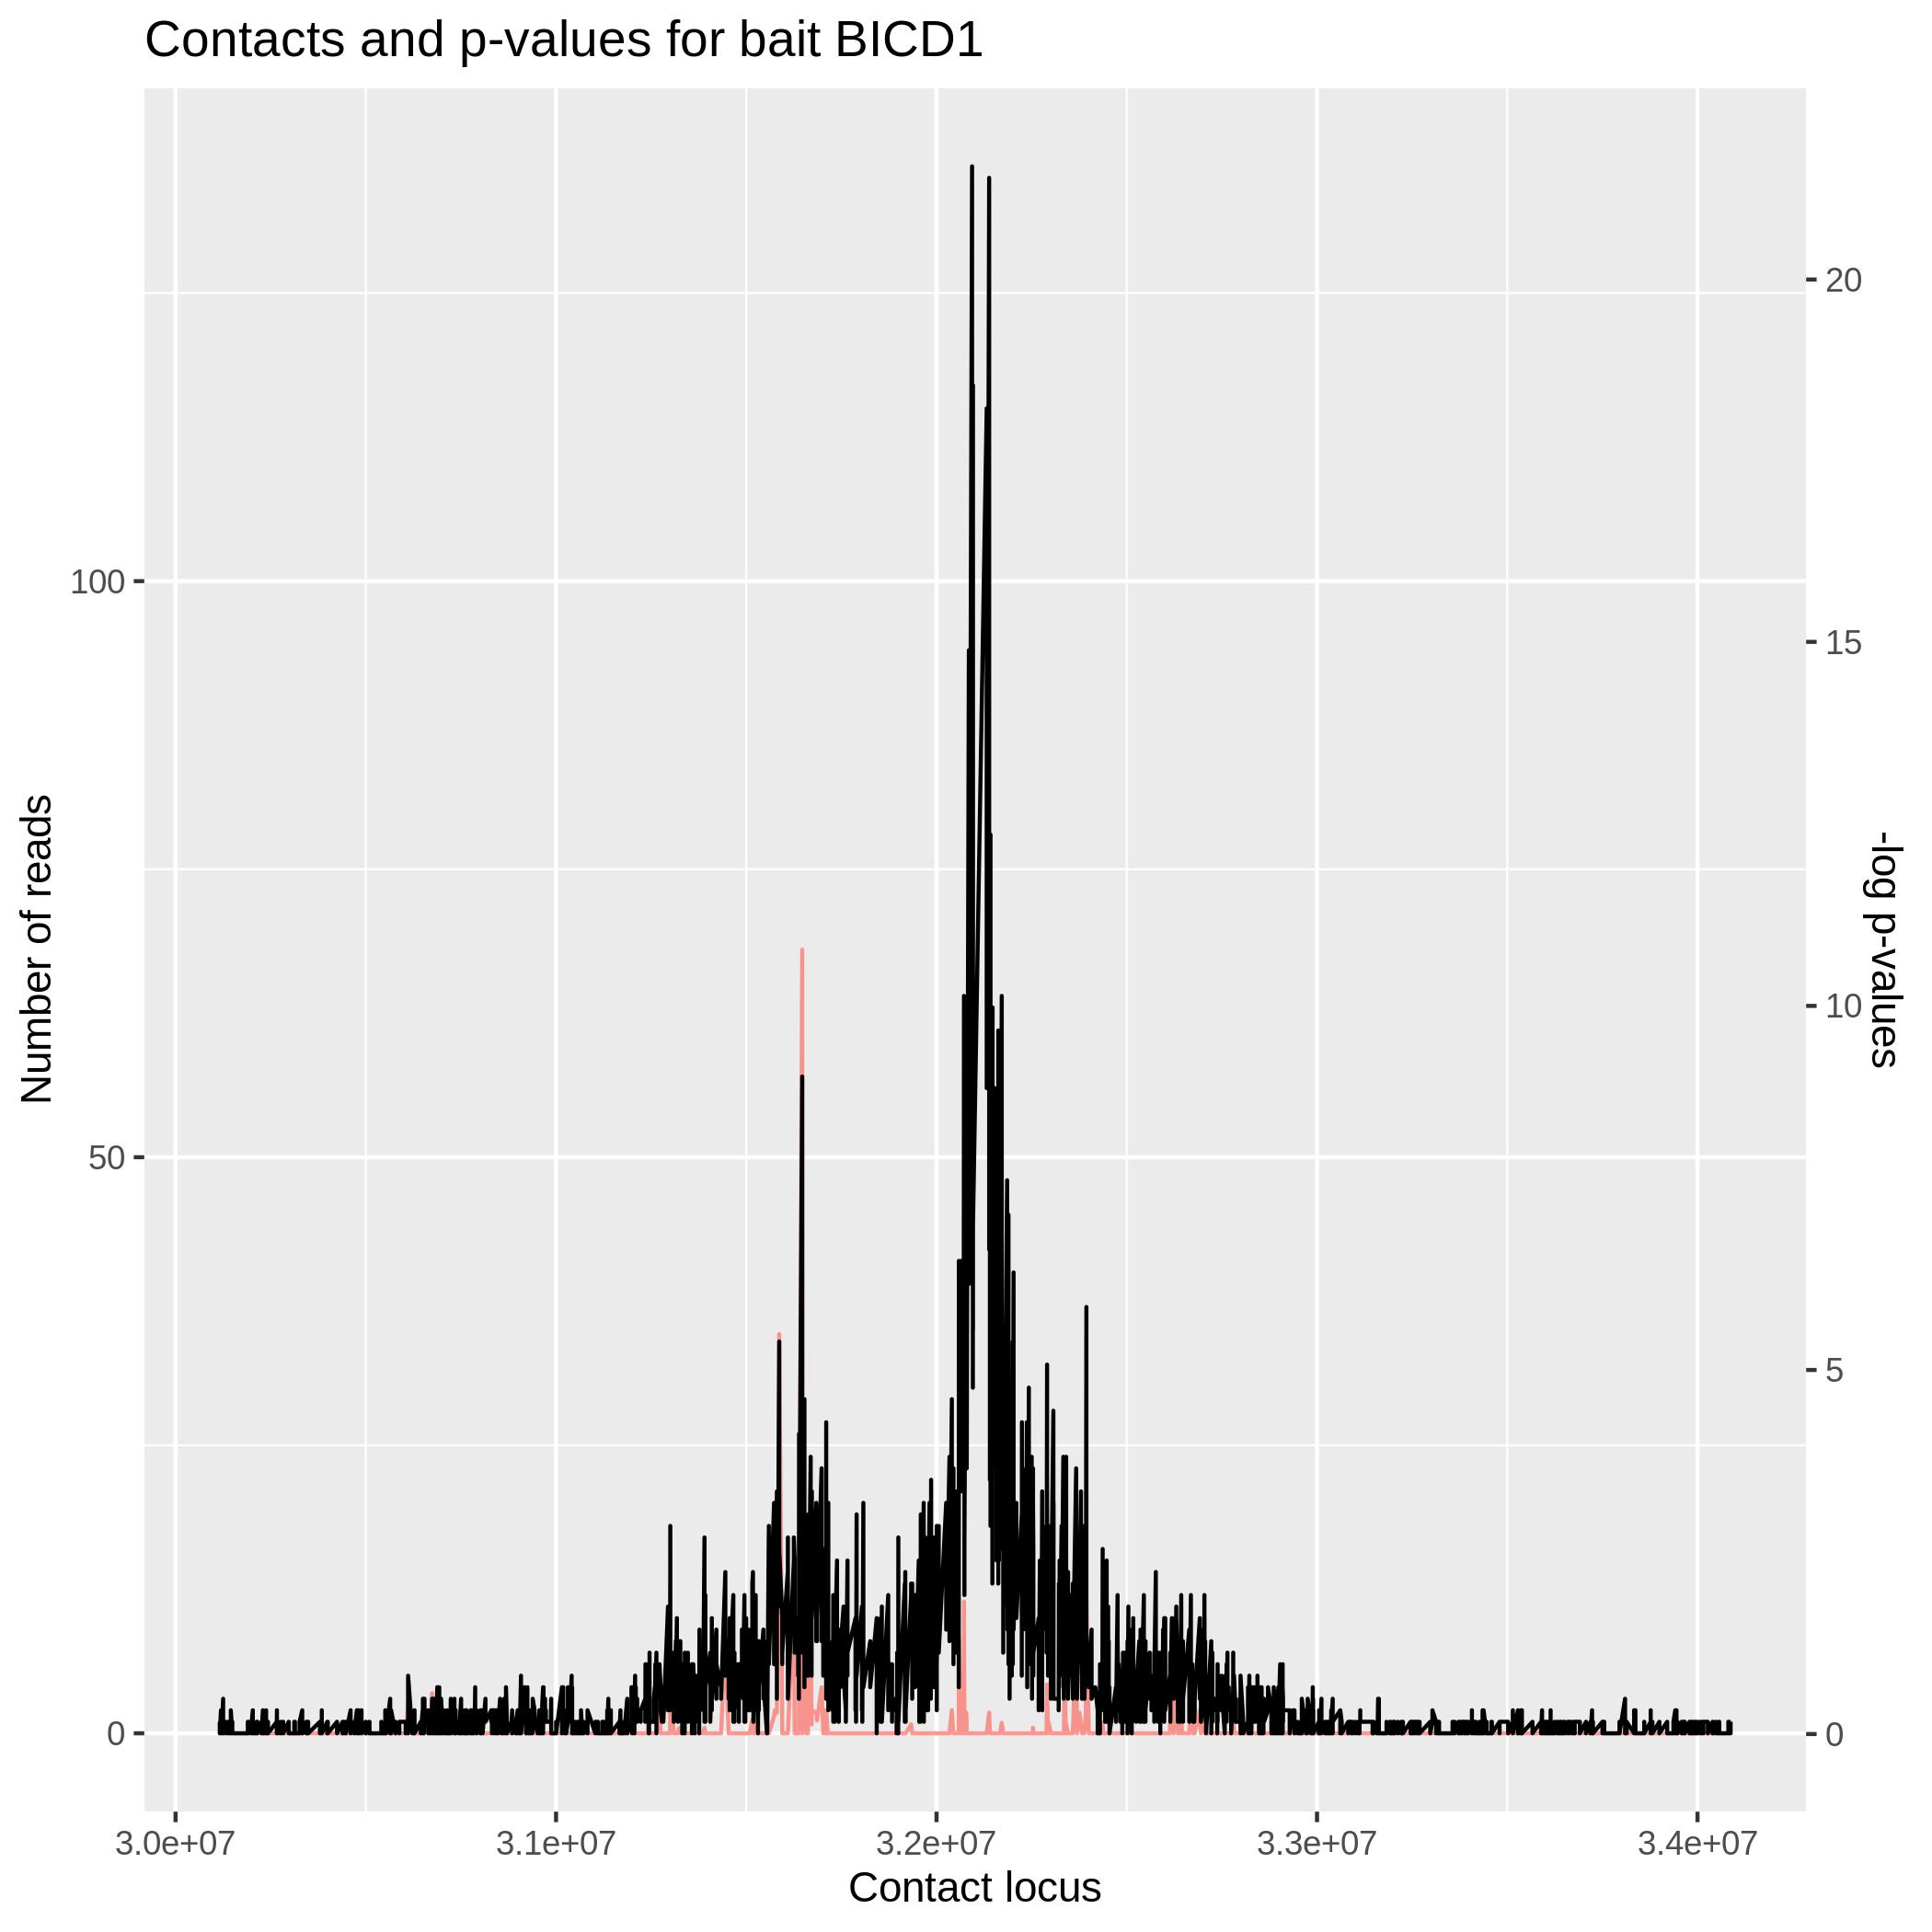 Contacts and p-values for bait BICD1
Number of reads
100
50
0
20
15
10
5
0
-log p-values
3.0e+07
3.1e+07
3.2e+07
3.3e+07
3.4e+07
Contact locus